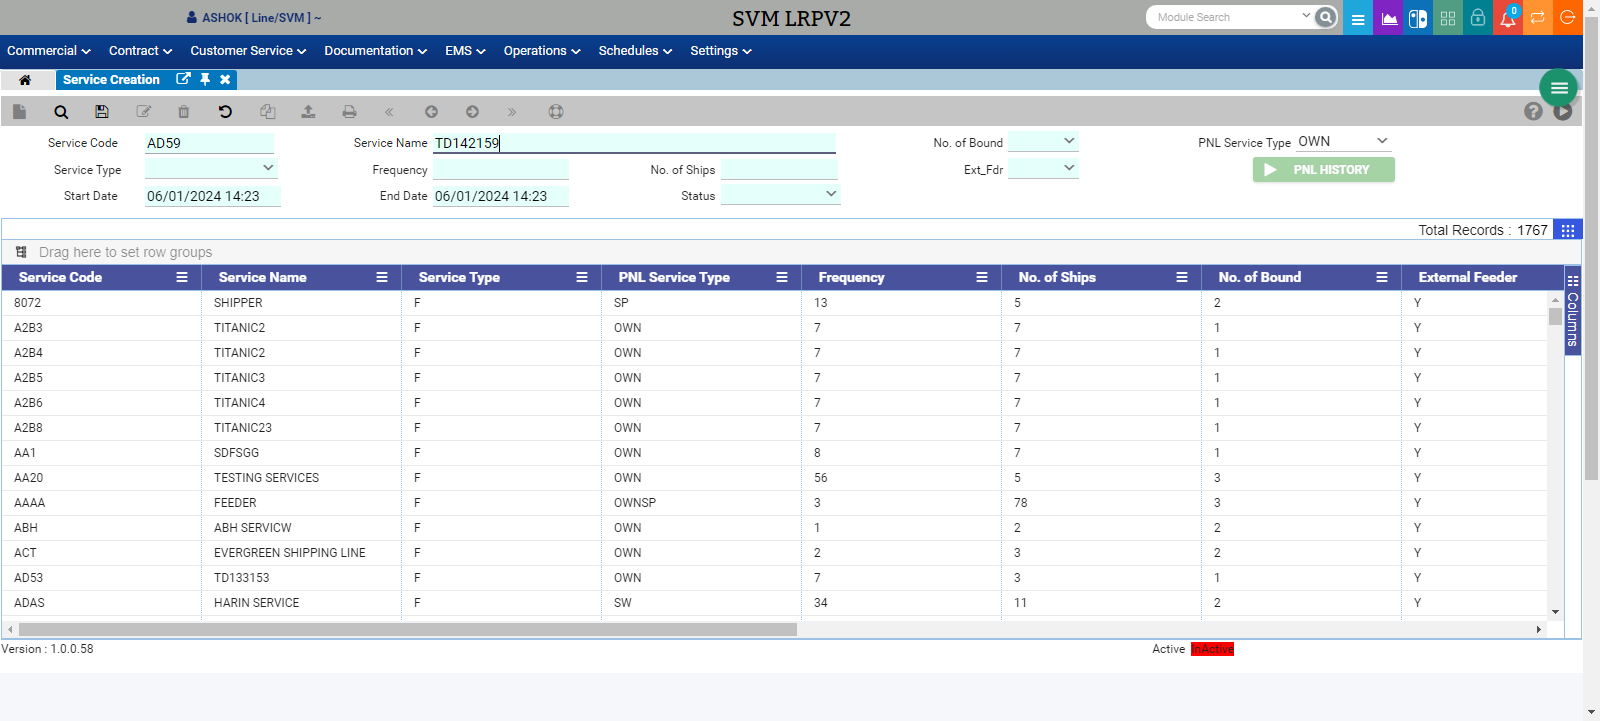 ASHOK [ Line/SVM ] ~
SVM LRPV2
Module Search
0
Commercial Contract Customer Service Documentation EMS Operations Schedules Settings
Service Creation
Service Code AD59 Service Name TD142159 No. of Bound PNL Service Type OWN
Service Type Frequency No. of Ships Ext_Fdr PNL HISTORY
Start Date 06/01/2024 14:23 End Date 06/01/2024 14:23 Status
Total Records : 1767
Drag here to set row groups
Service Code Service Name Service Type PNL Service Type Frequency No. of Ships No. of Bound External Feeder
8072 SHIPPER F SP 13 5 2 Y
A2B3 TITANIC2 F OWN 7 7 1 Y
A2B4 TITANIC2 F OWN 7 7 1 Y
A2B5 TITANIC3 F OWN 7 7 1 Y
A2B6 TITANIC4 F OWN 7 7 1 Y
A2B8 TITANIC23 F OWN 7 7 1 Y
AA1 SDFSGG F OWN 8 7 1 Y
AA20 TESTING SERVICES F OWN 56 5 3 Y
AAAA FEEDER F OWNSP 3 78 3 Y
ABH ABH SERVICW F OWN 1 2 2 Y
ACT EVERGREEN SHIPPING LINE F OWN 2 3 2 Y
AD53 TD133153 F OWN 7 3 1 Y
ADAS HARIN SERVICE F SW 34 11 2 Y
Columns
Version : 1.0.0.58
Active InActive